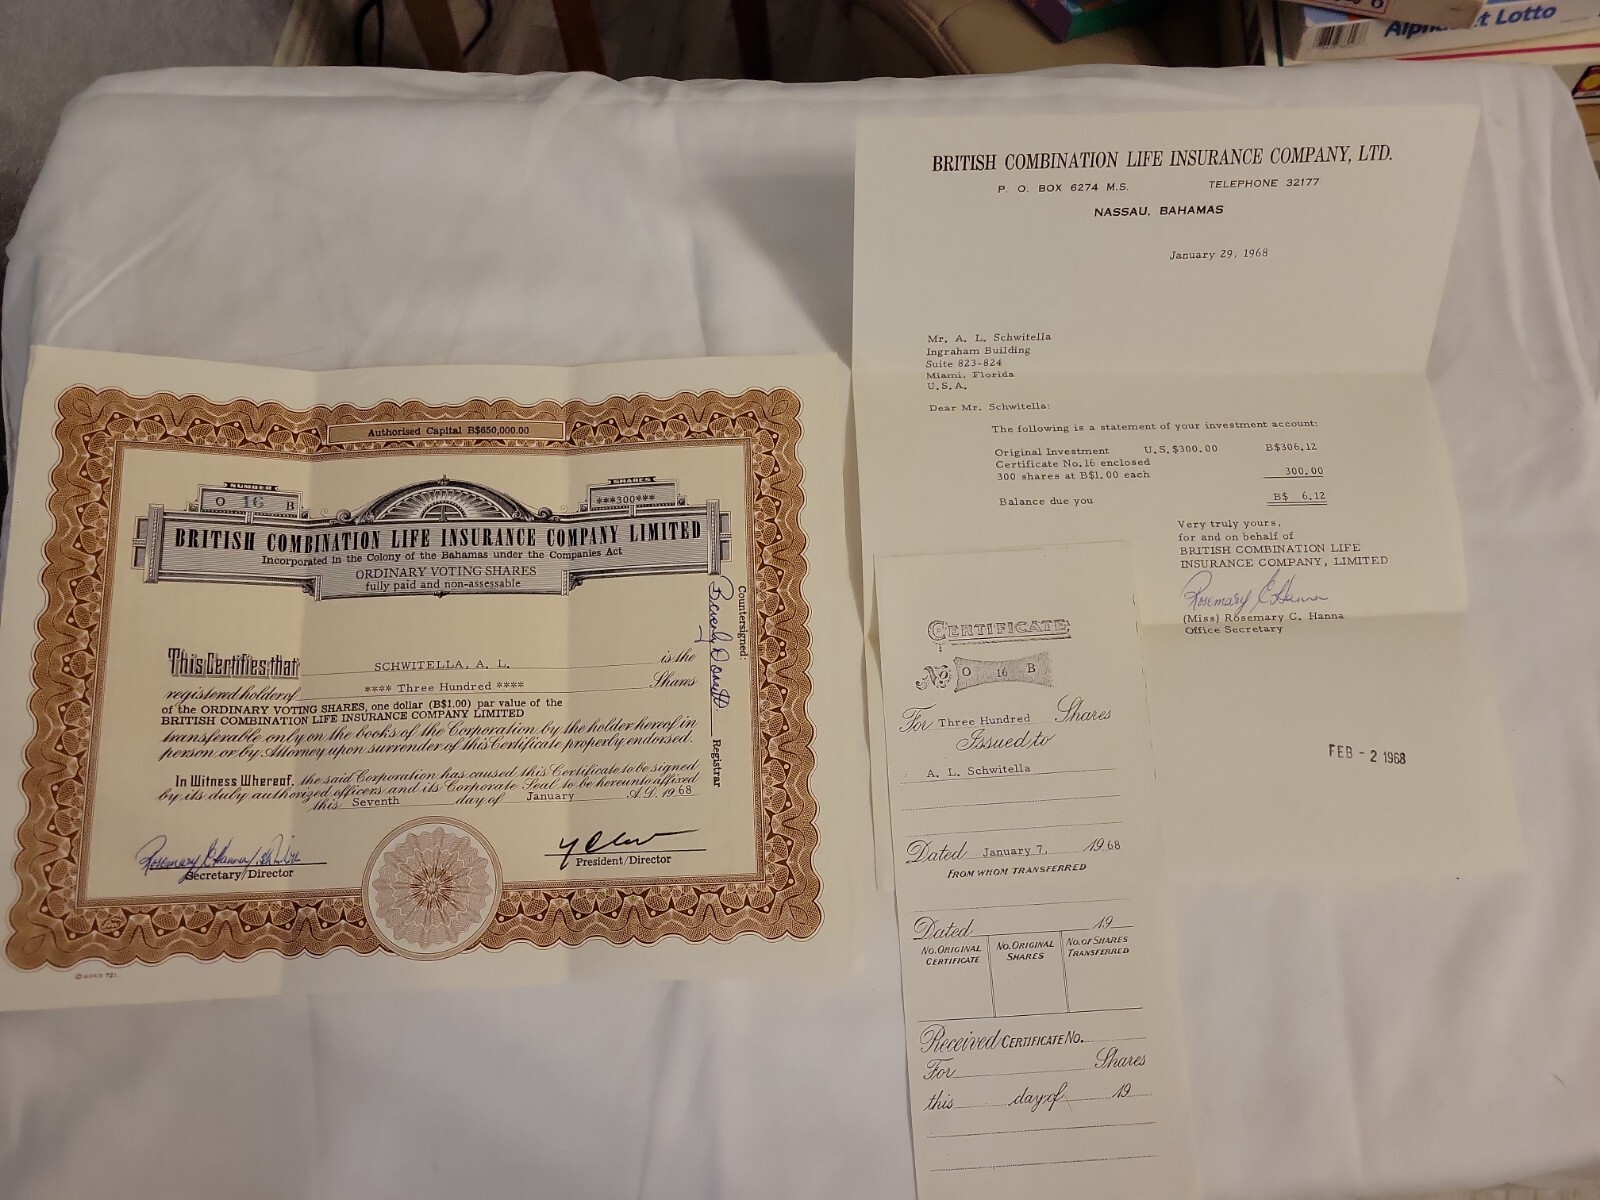 Lotto
Authorised Capital B$650,000.00
NUMBER
O 16 B
SHARES
***300***
BRITISH COMBINATION LIFE INSURANCE COMPANY LIMITED
Incorporated in the Colony of the Bahamas under the Companies Act
ORDINARY VOTING SHARES
fully paid and non-assessable
This Certifies that SCHWITELLA, A. L. is the
registered holder of **** Three Hundred **** Shares
of the ORDINARY VOTING SHARES, one dollar (B$1.00) par value of the
BRITISH COMBINATION LIFE INSURANCE COMPANY LIMITED
transferable only on the books of the Corporation by the holder hereof in
person or by Attorney upon surrender of this Certificate properly endorsed.
In Witness Whereof, the said Corporation has caused this Certificate to be signed
by its duly authorized officers and its Corporate Seal to be hereunto affixed
this Seventh day of January A.D. 1968
Countersigned:
Beverly
Registrar
Rosemary C Hanna
Secretary/Director
President/Director
BRITISH COMBINATION LIFE INSURANCE COMPANY, LTD.
P. O. BOX 6274 M.S. TELEPHONE 32177
NASSAU, BAHAMAS
January 29, 1968
Mr. A. L. Schwitella
Ingraham Building
Suite 823-824
Miami, Florida
U.S.A.
Dear Mr. Schwitella:
The following is a statement of your investment account:
Original Investment U.S.$300.00 B$306.12
Certificate No.16 enclosed
300 shares at B$1.00 each 300.00
Balance due you B$ 6.12
Very truly yours,
for and on behalf of
BRITISH COMBINATION LIFE
INSURANCE COMPANY, LIMITED
Rosemary C Hanna
(Miss) Rosemary C. Hanna
Office Secretary
FEB - 2 1968
CERTIFICATE
No. O 16 B
For Three Hundred Shares
Issued to
A. L. Schwitella
Dated January 7, 1968
FROM WHOM TRANSFERRED
Dated 19
NO. ORIGINAL CERTIFICATE
NO. ORIGINAL SHARES
NO. OF SHARES TRANSFERRED
Received CERTIFICATE NO.
For Shares
this day of 19